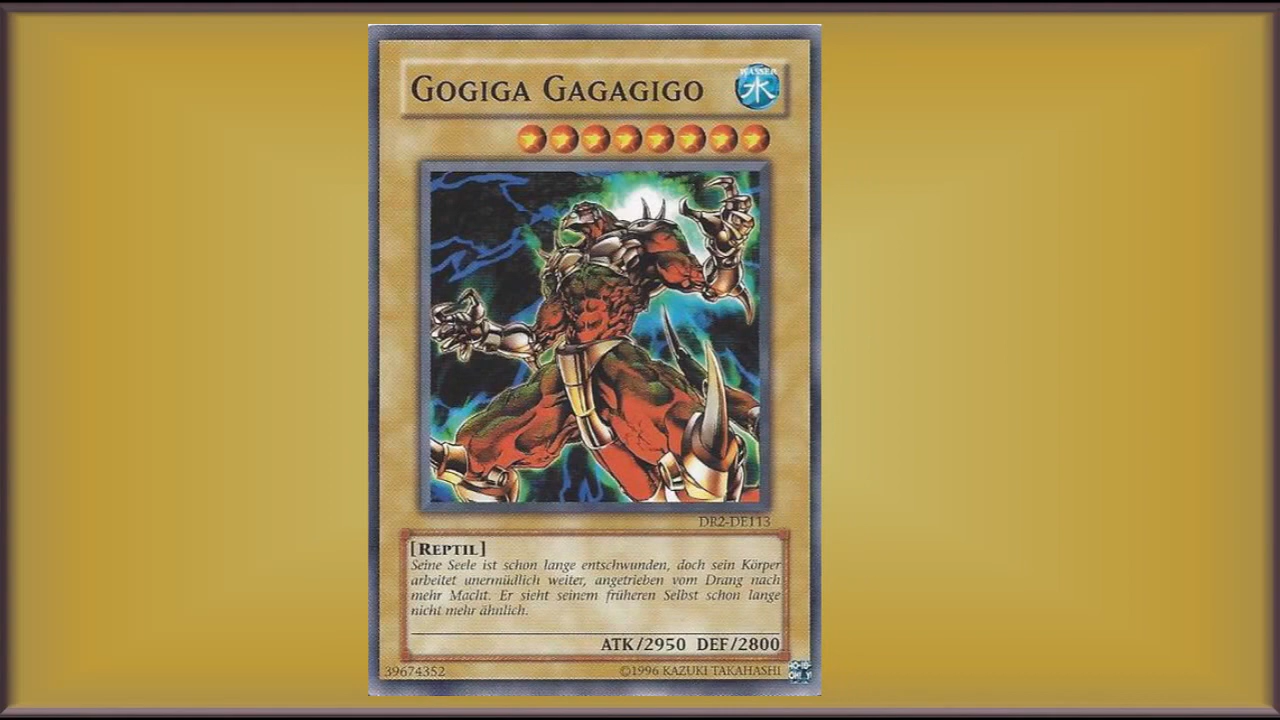 GOGIGA GAGAGIGO
WASSER
水
DR2-DE113
[REPTIL]
Seine Seele ist schon lange entschwunden, doch sein Körper
arbeitet unermüdlich weiter, angetrieben vom Drang nach
mehr Macht. Er sieht seinem früheren Selbst schon lange
nicht mehr ähnlich.
ATK/2950 DEF/2800
39674352
©1996 KAZUKI TAKAHASHI